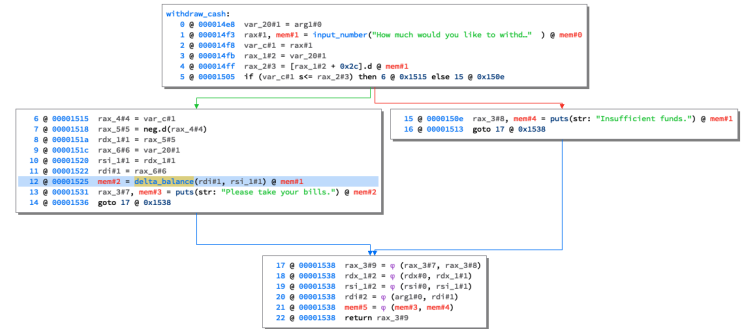 withdraw_cash:
0 @ 000014e8 var_20#1 = arg1#0
1 @ 000014f3 rax#1, mem#1 = input_number("How much would you like to withd…" ) @ mem#0
2 @ 000014f8 var_c#1 = rax#1
3 @ 000014fb rax_1#2 = var_20#1
4 @ 000014ff rax_2#3 = [rax_1#2 + 0x2c].d @ mem#1
5 @ 00001505 if (var_c#1 s<= rax_2#3) then 6 @ 0x1515 else 15 @ 0x150e
6 @ 00001515 rax_4#4 = var_c#1
7 @ 00001518 rax_5#5 = neg.d(rax_4#4)
8 @ 0000151a rdx_1#1 = rax_5#5
9 @ 0000151c rax_6#6 = var_20#1
10 @ 00001520 rsi_1#1 = rdx_1#1
11 @ 00001522 rdi#1 = rax_6#6
12 @ 00001525 mem#2 = delta_balance(rdi#1, rsi_1#1) @ mem#1
13 @ 00001531 rax_3#7, mem#3 = puts(str: "Please take your bills.") @ mem#2
14 @ 00001536 goto 17 @ 0x1538
15 @ 0000150e rax_3#8, mem#4 = puts(str: "Insufficient funds.") @ mem#1
16 @ 00001513 goto 17 @ 0x1538
17 @ 00001538 rax_3#9 = φ (rax_3#7, rax_3#8)
18 @ 00001538 rdx_1#2 = φ (rdx#0, rdx_1#1)
19 @ 00001538 rsi_1#2 = φ (rsi#0, rsi_1#1)
20 @ 00001538 rdi#2 = φ (arg1#0, rdi#1)
21 @ 00001538 mem#5 = φ (mem#3, mem#4)
22 @ 00001538 return rax_3#9